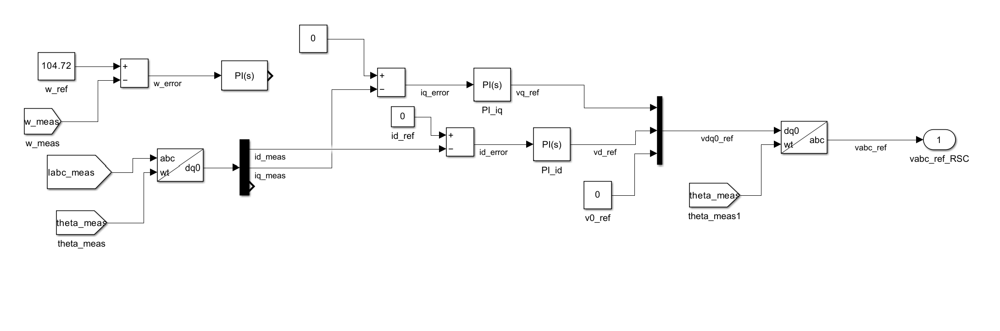 0
104.72
+
−
w_ref
w_error
PI(s)
w_meas
w_meas
+
−
iq_error
PI(s)
vq_ref
PI_iq
0
id_ref
+
−
id_error
PI(s)
vd_ref
PI_id
Iabc_meas
abc
wt
dq0
id_meas
iq_meas
theta_meas
theta_meas
0
v0_ref
vdq0_ref
dq0
wt
abc
vabc_ref
1
vabc_ref_RSC
theta_meas
theta_meas1